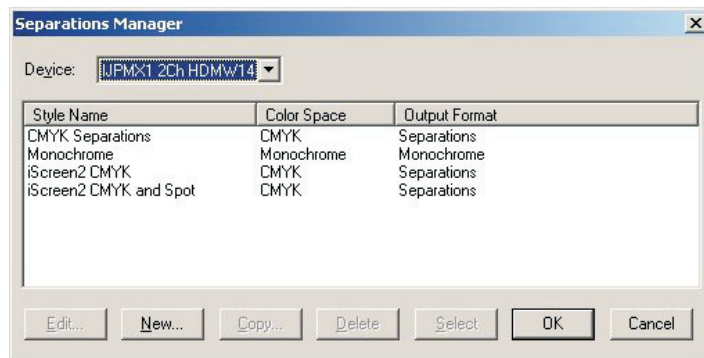 Separations Manager
Device: IJPMX1 2Ch HDMW14
Style Name Color Space Output Format
CMYK Separations CMYK Separations
Monochrome Monochrome Monochrome
iScreen2 CMYK CMYK Separations
iScreen2 CMYK and Spot CMYK Separations
Edit... New... Copy... Delete Select OK Cancel